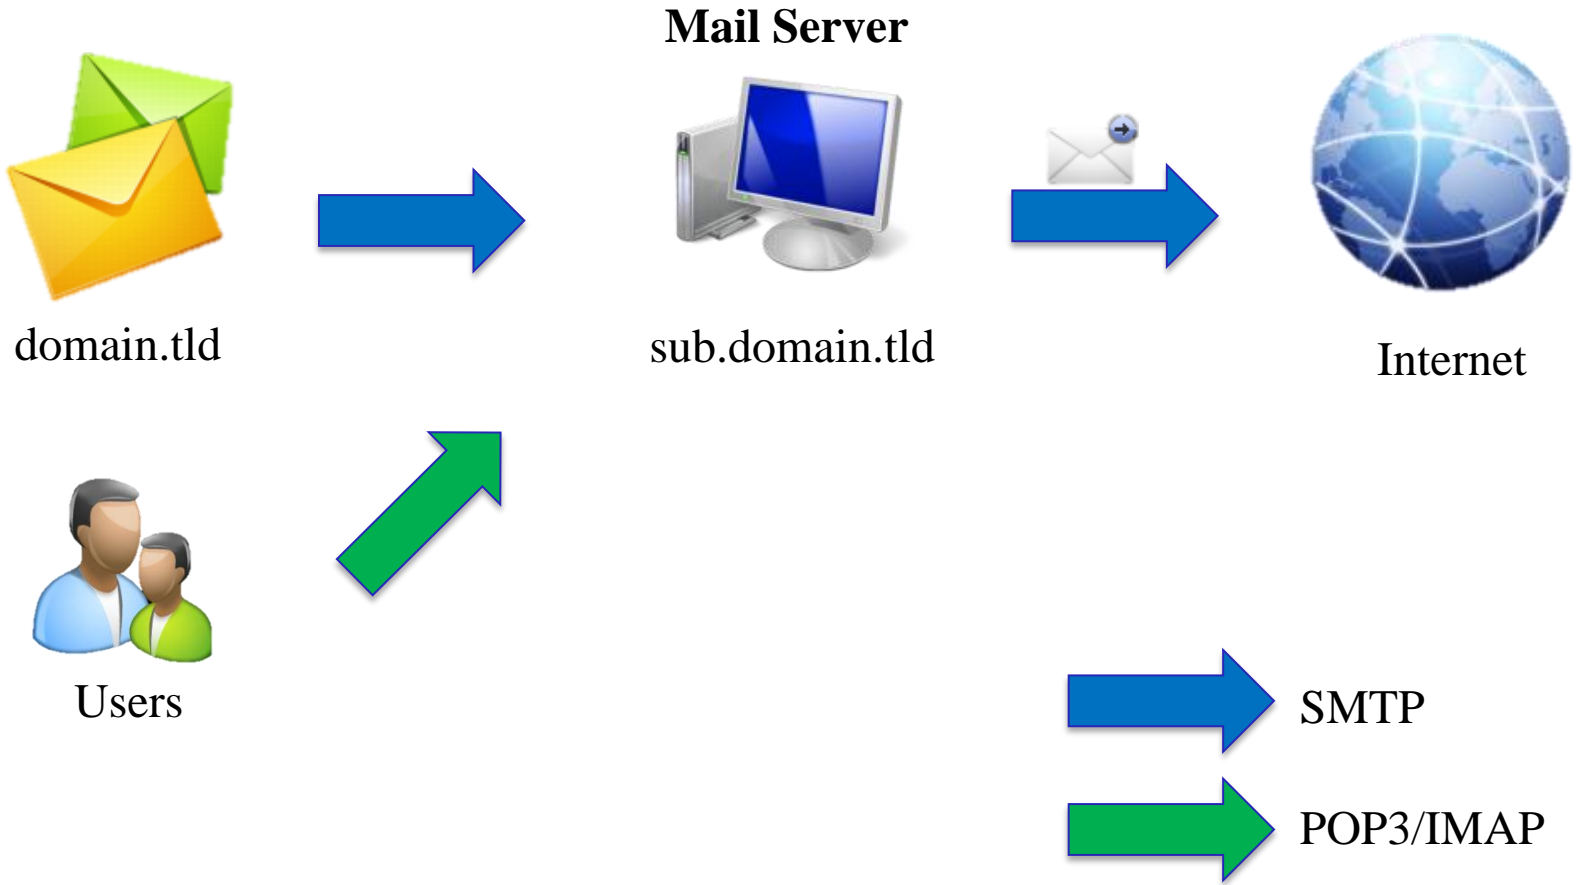 Mail Server
domain.tld
sub.domain.tld
Internet
Users
SMTP
POP3/IMAP